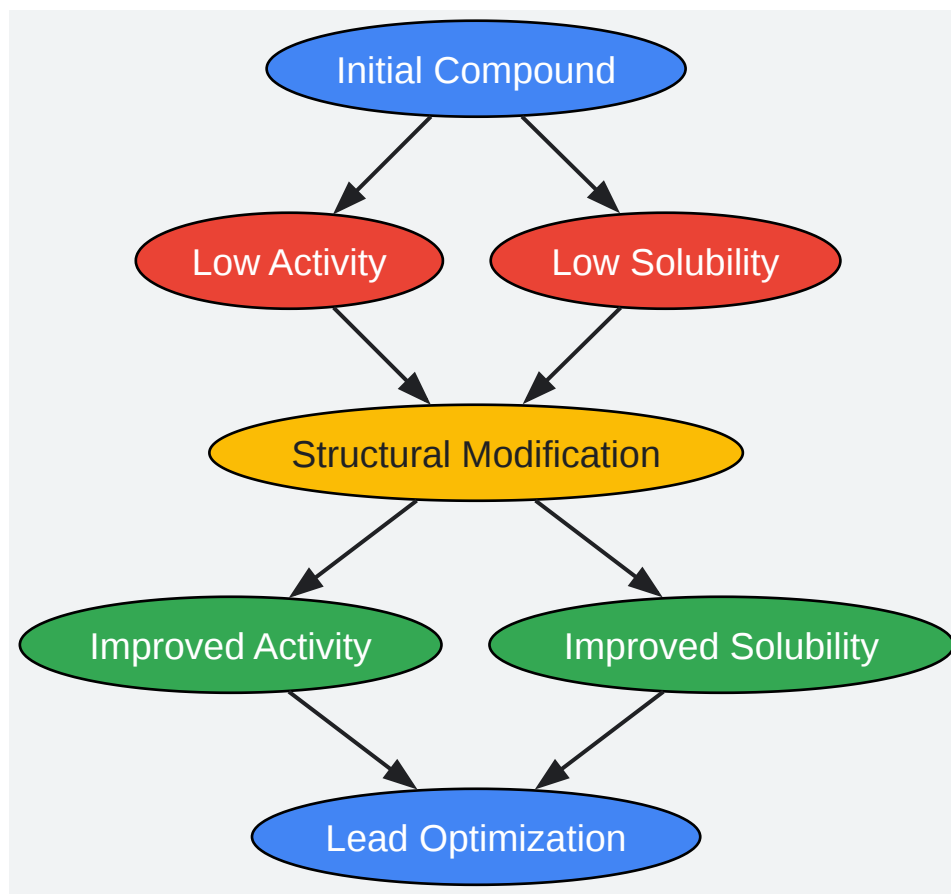 Initial Compound
Low Activity
Low Solubility
Structural Modification
Improved Activity
Improved Solubility
Lead Optimization